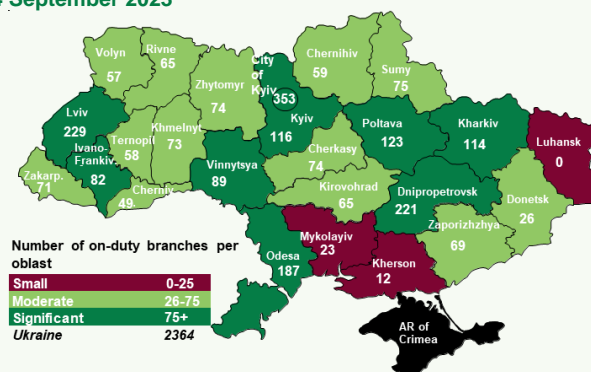 September 2023
Volyn
57
Rivne
65
Zhytomyr
74
City
of
Kyiv
353
Kyiv
116
Chernihiv
59
Sumy
75
Lviv
229
Ivano-
Frankiv.
82
Ternopil
58
Khmelnyt.
73
Zakarp.
71
Cherniv.
49
Vinnytsya
89
Cherkasy
74
Kirovohrad
65
Poltava
123
Kharkiv
114
Luhansk
0
Dnipropetrovsk
221
Donetsk
26
Zaporizhzhya
69
Mykolayiv
23
Kherson
12
Odesa
187
AR of
Crimea
Number of on-duty branches per
oblast
Small 0-25
Moderate 26-75
Significant 75+
Ukraine 2364